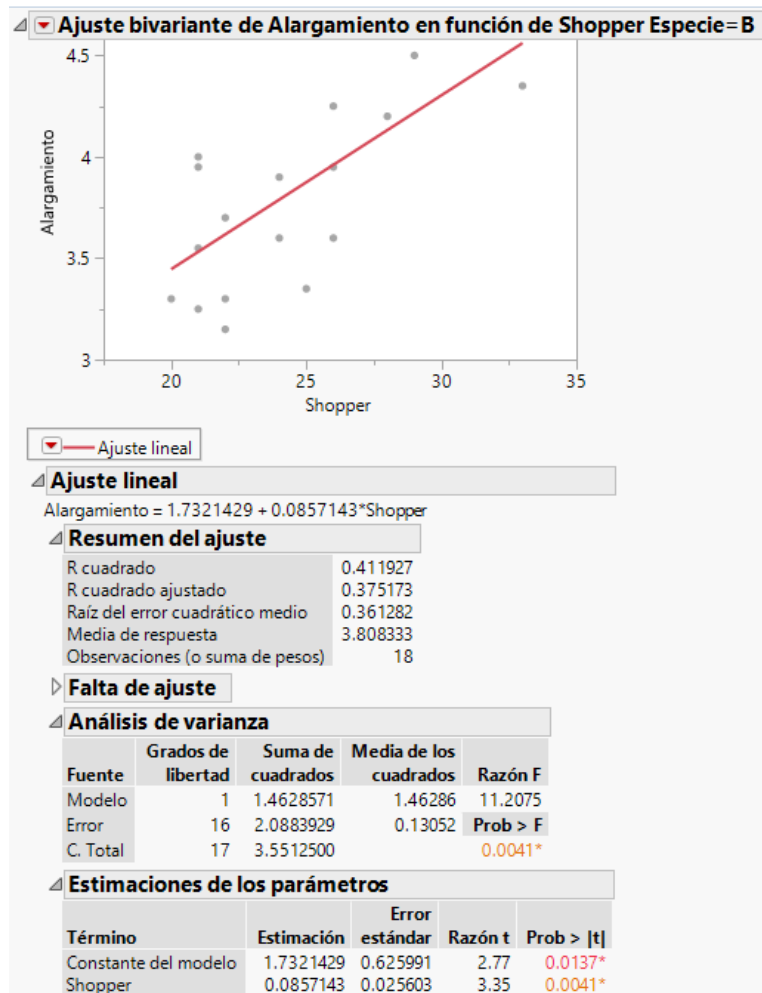 Ajuste bivariante de Alargamiento en función de Shopper Especie=B
4.5
4
3.5
3
Alargamiento
20 25 30 35
Shopper
Ajuste lineal
Ajuste lineal
Alargamiento = 1.7321429 + 0.0857143*Shopper
Resumen del ajuste
R cuadrado 0.411927
R cuadrado ajustado 0.375173
Raíz del error cuadrático medio 0.361282
Media de respuesta 3.808333
Observaciones (o suma de pesos) 18
Falta de ajuste
Análisis de varianza
Grados de Suma de Media de los
Fuente libertad cuadrados cuadrados Razón F
Modelo 1 1.4628571 1.46286 11.2075
Error 16 2.0883929 0.13052 Prob > F
C. Total 17 3.5512500 0.0041*
Estimaciones de los parámetros
Error
Término Estimación estándar Razón t Prob > |t|
Constante del modelo 1.7321429 0.625991 2.77 0.0137*
Shopper 0.0857143 0.025603 3.35 0.0041*